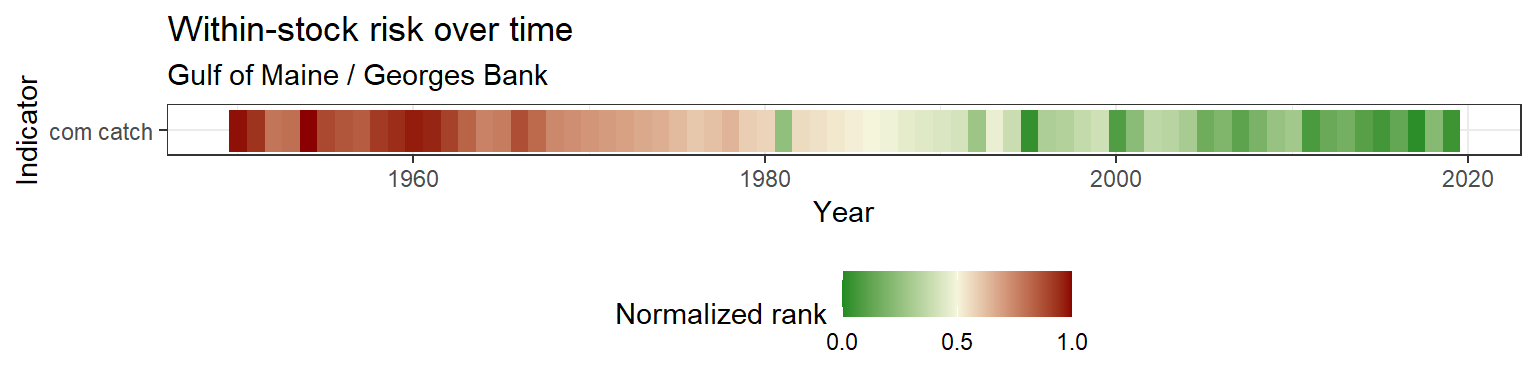 Within-stock risk over time
Gulf of Maine / Georges Bank
Indicator
com catch
1960 1980 2000 2020
Year
Normalized rank
0.0 0.5 1.0